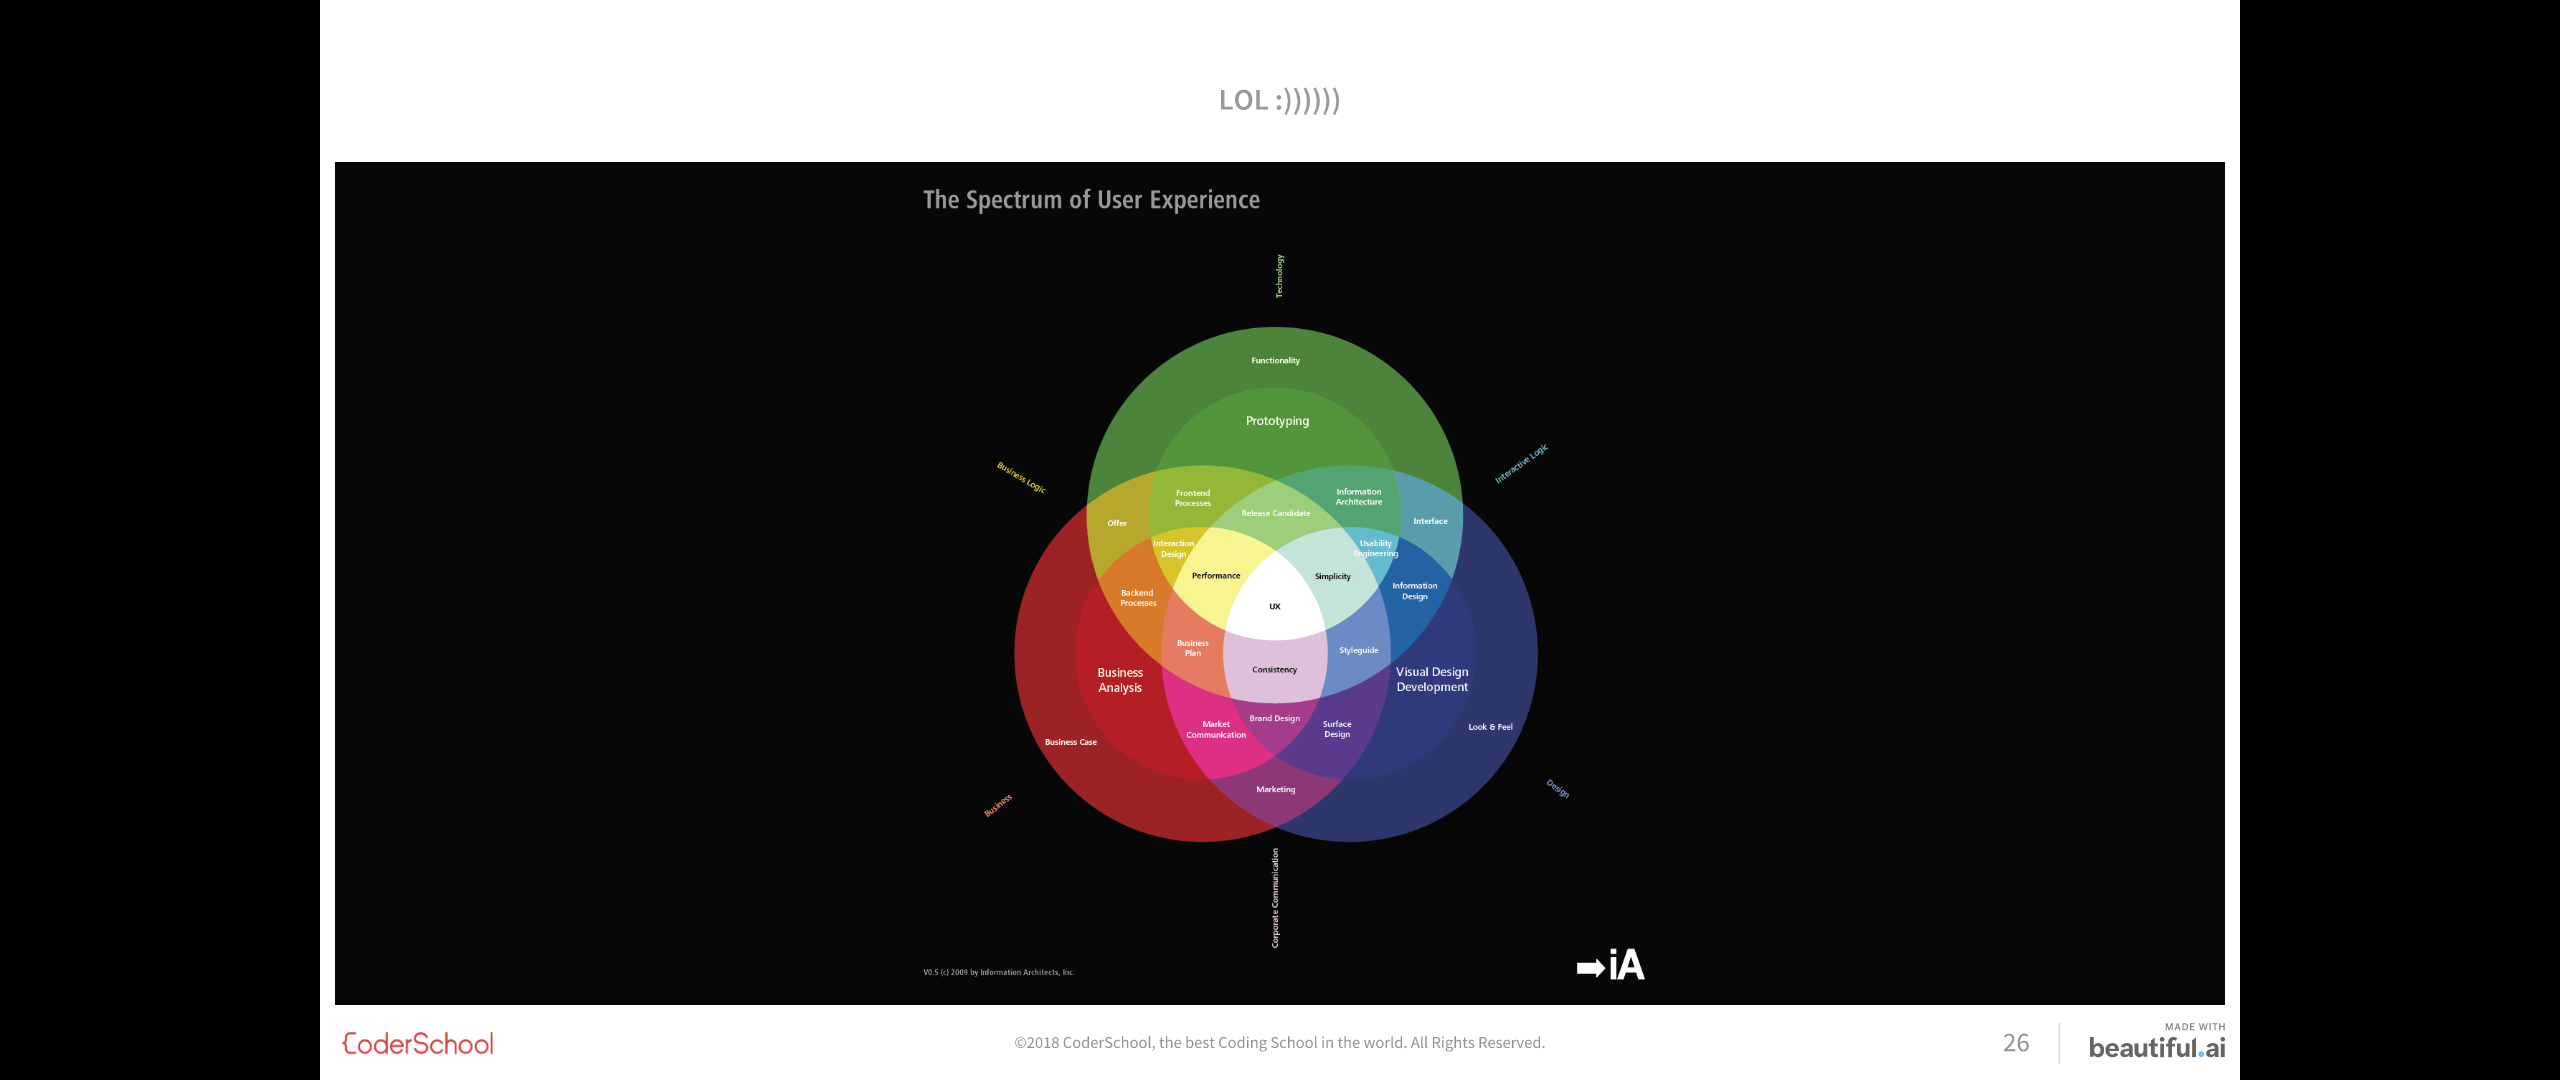 LOL :))))))
The Spectrum of User Experience
Technology
Functionality
Prototyping
Business Logic
Interactive Logic
Frontend
Processes
Information
Architecture
Release Candidate
Offer
Interface
Interaction
Design
Usability
Engineering
Performance
Simplicity
Backend
Processes
Information
Design
UX
Business
Plan
Styleguide
Consistency
Business
Analysis
Visual Design
Development
Brand Design
Market
Communication
Surface
Design
Look & Feel
Business Case
Marketing
Business
Design
Corporate Communication
V0.5 (c) 2009 by Information Architects, Inc.
iA
CoderSchool
©2018 CoderSchool, the best Coding School in the world. All Rights Reserved.
26
MADE WITH
beautiful.ai